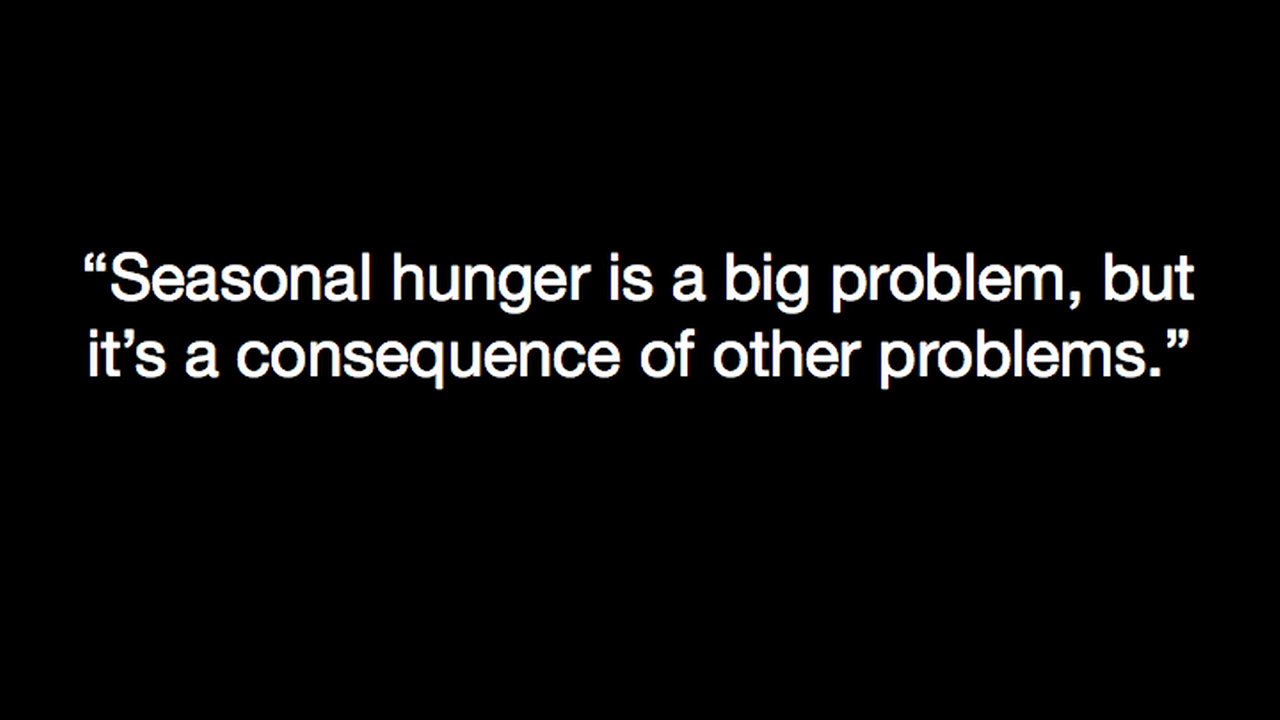 “Seasonal hunger is a big problem, but
it’s a consequence of other problems.”